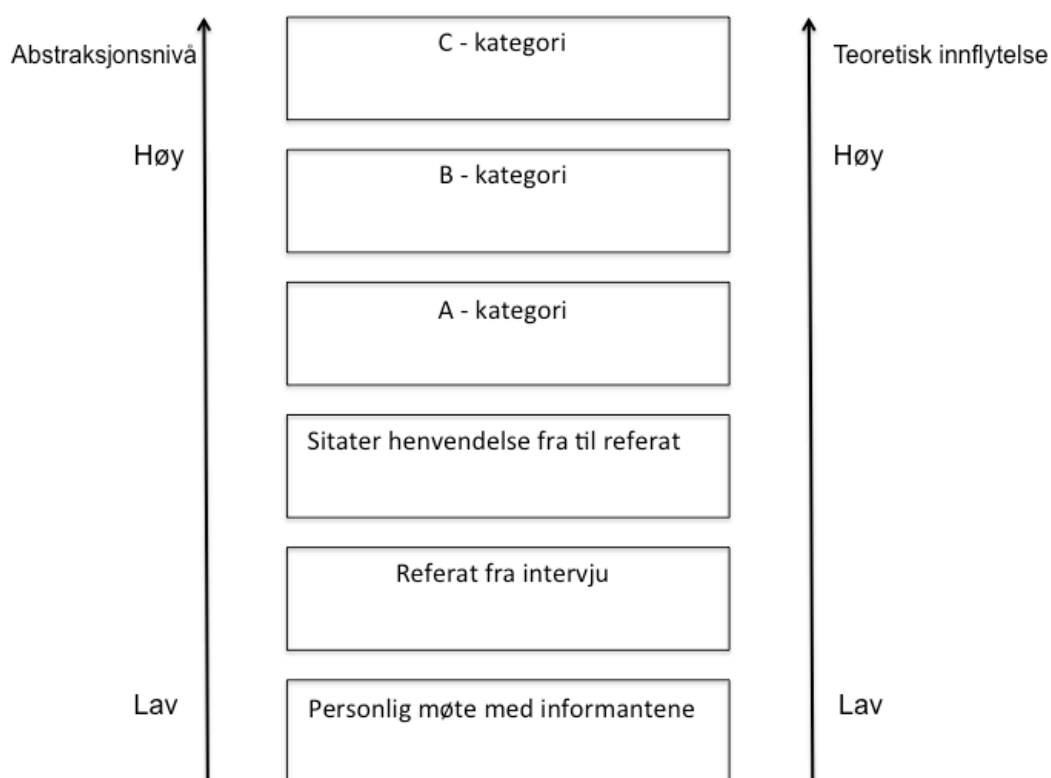 C - kategori
Abstraksjonsnivå
Teoretisk innflytelse
Høy
B - kategori
Høy
A - kategori
Sitater henvendelse fra til referat
Referat fra intervju
Lav
Personlig møte med informantene
Lav